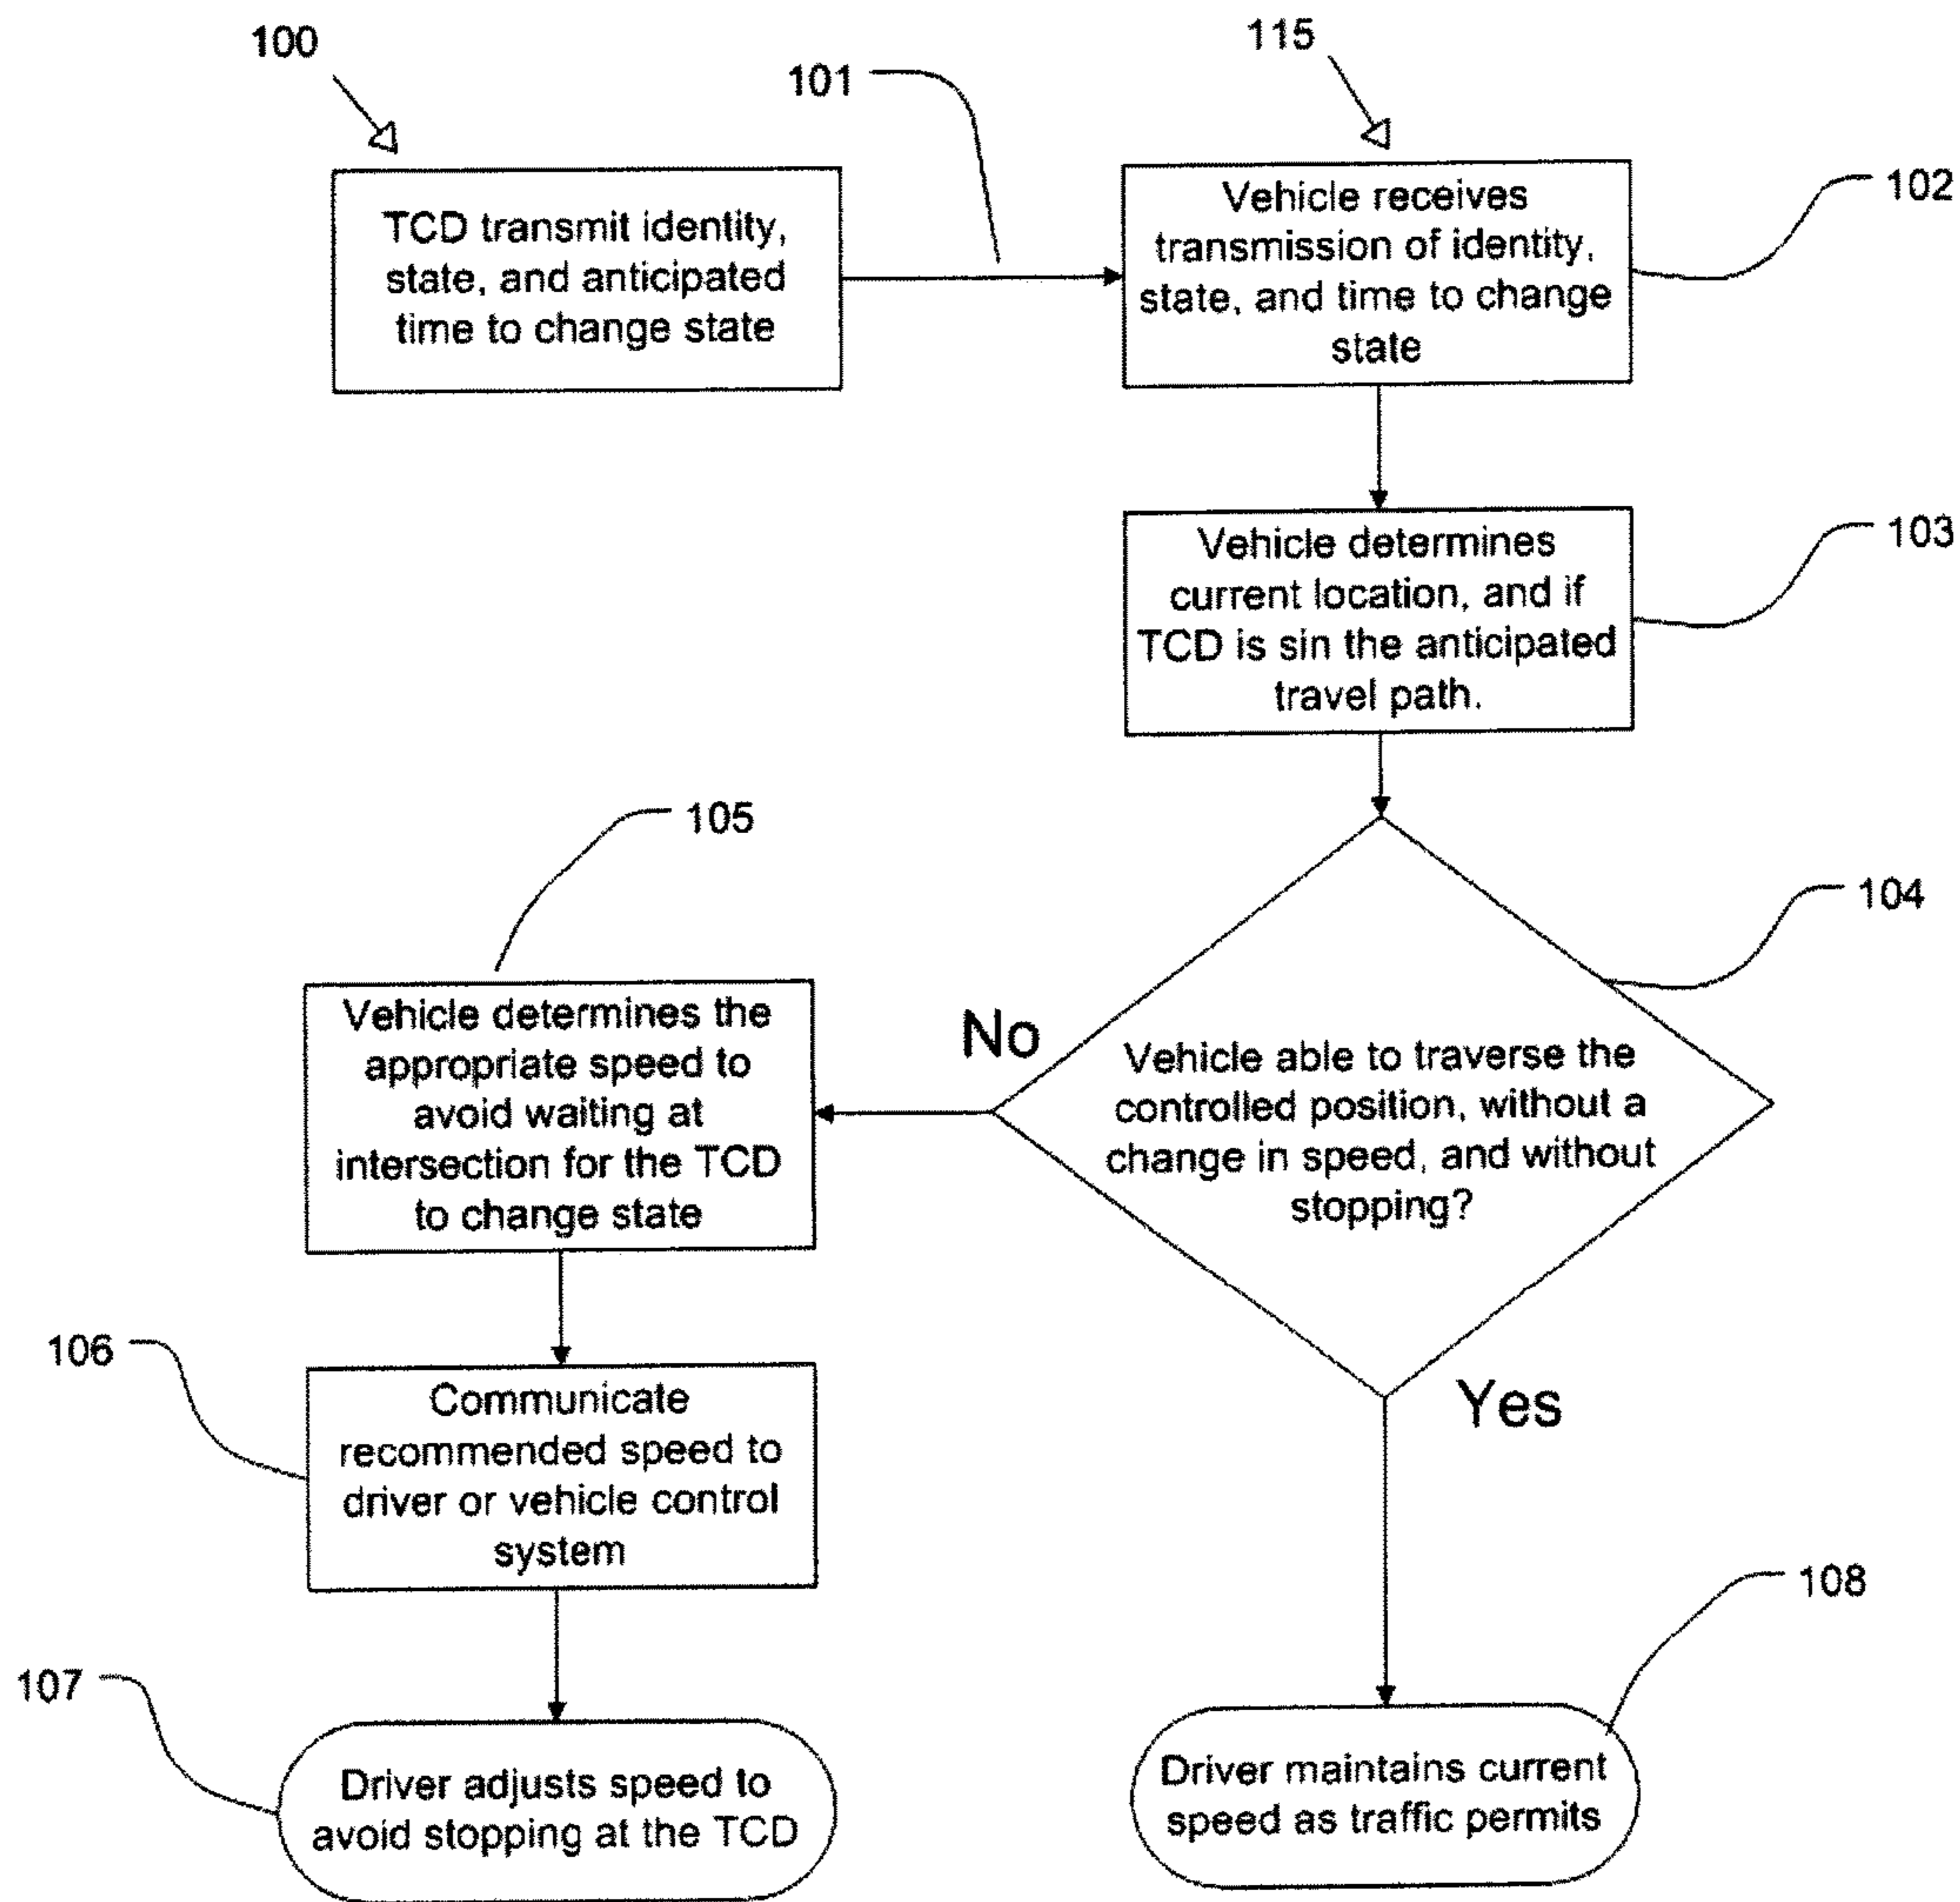 100
115
101
TCD transmit identity,
state, and anticipated
time to change state
Vehicle receives
transmission of identity,
state, and time to change
state
102
Vehicle determines
current location, and if
TCD is sin the anticipated
travel path.
103
105
104
Vehicle determines the
appropriate speed to
avoid waiting at
intersection for the TCD
to change state
No
Vehicle able to traverse the
controlled position, without a
change in speed, and without
stopping?
106
Communicate
recommended speed to
driver or vehicle control
system
Yes
108
107
Driver adjusts speed to
avoid stopping at the TCD
Driver maintains current
speed as traffic permits